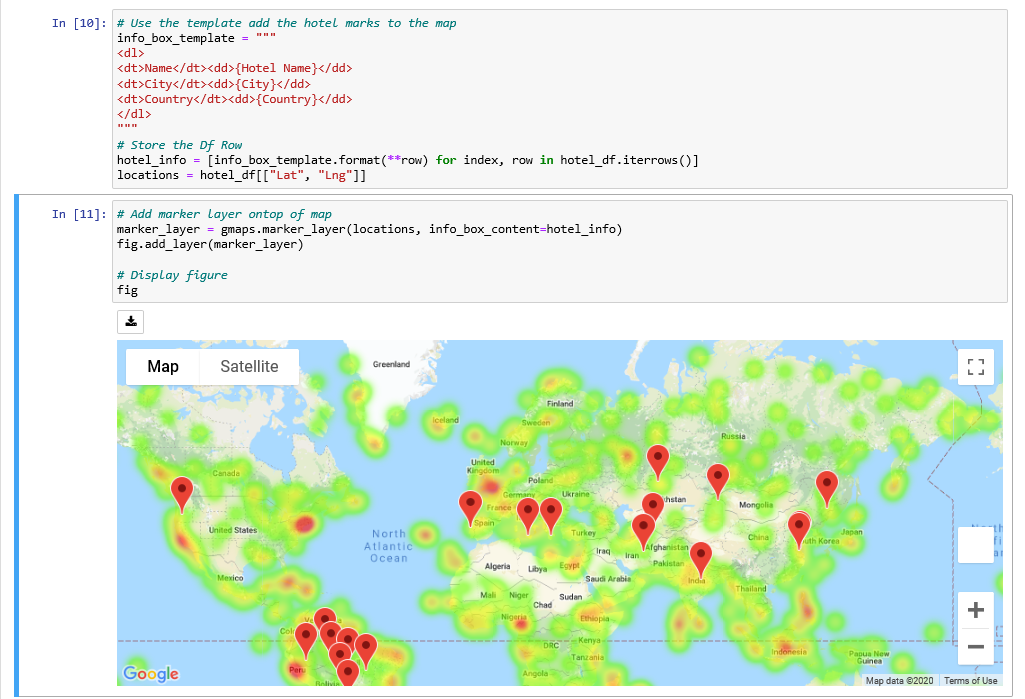 In [10]:
# Use the template add the hotel marks to the map
info_box_template = """
<dl>
<dt>Name</dt><dd>{Hotel Name}</dd>
<dt>City</dt><dd>{City}</dd>
<dt>Country</dt><dd>{Country}</dd>
</dl>
"""
# Store the Df Row
hotel_info = [info_box_template.format(**row) for index, row in hotel_df.iterrows()]
locations = hotel_df[["Lat", "Lng"]]
In [11]:
# Add marker layer ontop of map
marker_layer = gmaps.marker_layer(locations, info_box_content=hotel_info)
fig.add_layer(marker_layer)
# Display figure
fig
Map
Satellite
Greenland
Finland
Iceland
Sweden
Russia
Norway
United
Kingdom
Canada
Poland
Germany
Ukraine
France
Mongolia
Spain
United States
Turkey
China
Japan
North
Atlantic
Ocean
Iraq
Iran
Afghanistan
Pakistan
Algeria
Libya
Egypt
Mexico
Saudi Arabia
India
Mali
Niger
Sudan
Thailand
Chad
Nigeria
Ethiopia
Kenya
DRC
Tanzania
Indonesia
Papua New
Guinea
Peru
Angola
Bolivia
Google
Map data ©2020
Terms of Use